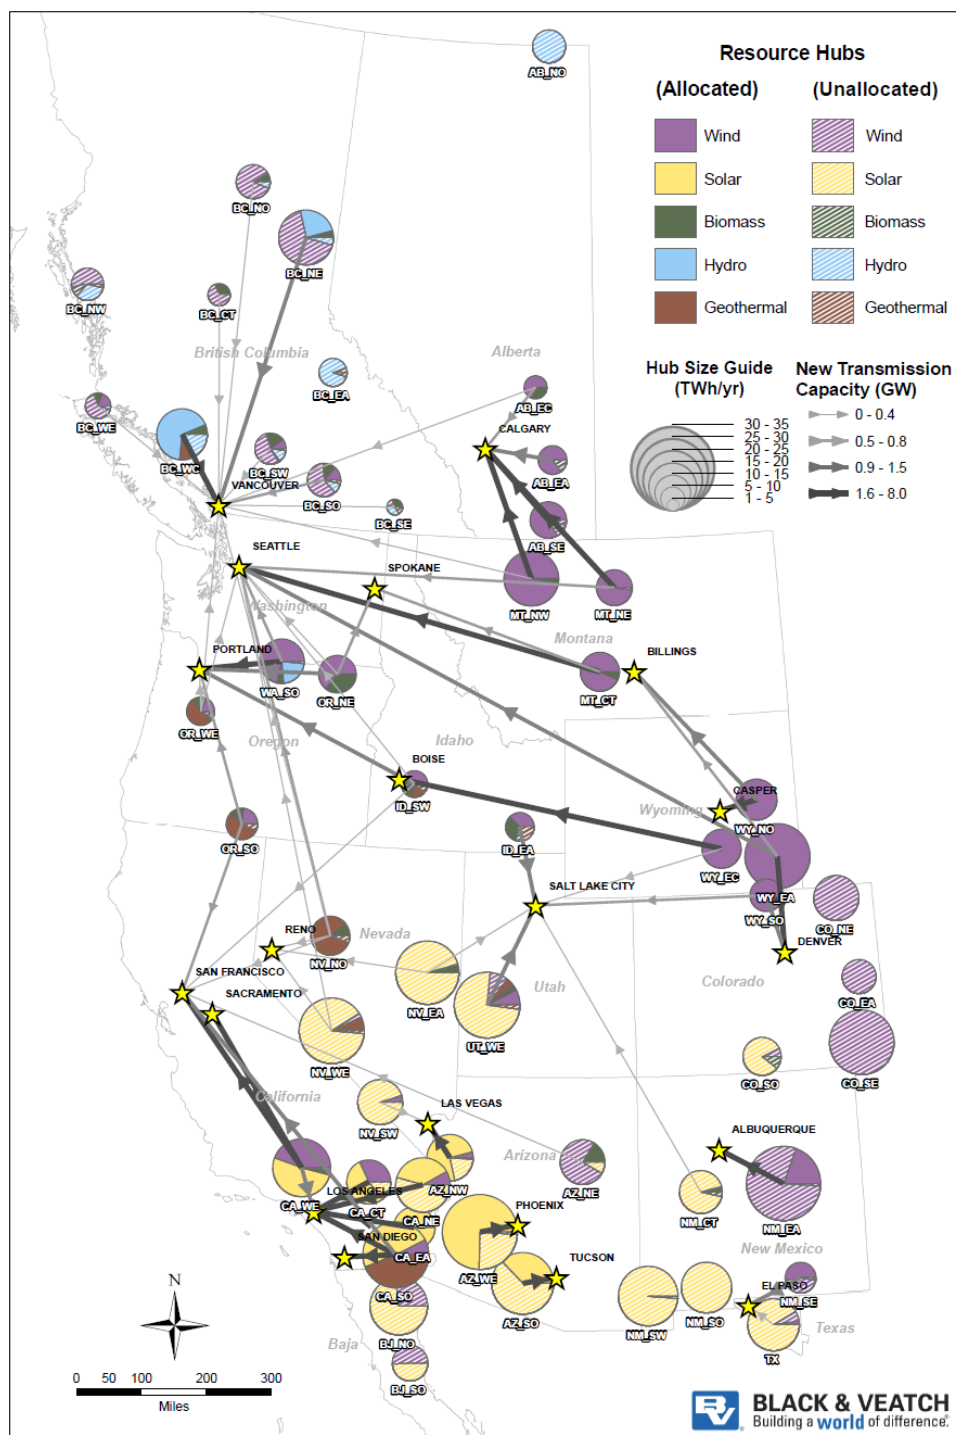 Resource Hubs
(Allocated) (Unallocated)
Wind Wind
Solar Solar
Biomass Biomass
Hydro Hydro
Geothermal Geothermal
Hub Size Guide
(TWh/yr)
30 - 35
25 - 30
20 - 25
15 - 20
10 - 15
5 - 10
1 - 5
New Transmission
Capacity (GW)
0 - 0.4
0.5 - 0.8
0.9 - 1.5
1.6 - 8.0
AB_NO
BC_NO
BC_NE
BC_NW
BC_CT
British Columbia
Alberta
BC_EA
AB_EC
BC_WE
CALGARY
BC_WC
BC_SW
AB_EA
VANCOUVER
BC_SO
BC_SE
AB_SE
SEATTLE
SPOKANE
Washington
MT_NW
MT_NE
Montana
PORTLAND
BILLINGS
WA_SO
OR_NE
MT_CT
OR_WE
Oregon
Idaho
BOISE
ID_SW
CASPER
Wyoming
WY_NO
OR_SO
ID_EA
WY_EC
SALT LAKE CITY
WY_EA
WY_SO
CO_NE
RENO
NV_NO
Nevada
DENVER
SAN FRANCISCO
SACRAMENTO
NV_EA
Utah
Colorado
CO_EA
UT_WE
NV_WE
CO_SO
CO_SE
California
LAS VEGAS
NV_SW
ALBUQUERQUE
Arizona
AZ_NW
AZ_NE
CA_WE
LOS ANGELES
CA_CT
CA_NE
PHOENIX
NM_CT
NM_EA
SAN DIEGO
CA_EA
AZ_WE
TUCSON
New Mexico
CA_SO
AZ_SO
NM_SW
NM_SO
EL PASO
NM_SE
BJ_NO
Baja
TX
Texas
BJ_SO
N
0 50 100 200 300
Miles
BV
BLACK & VEATCH
Building a world of difference.®